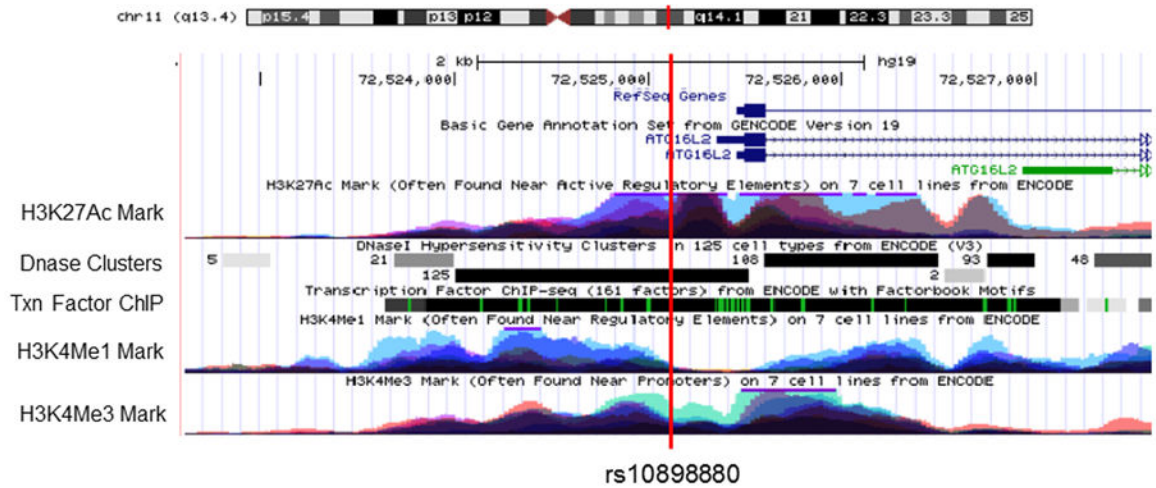 chr11 (q13.4) p15.4 p13 p12 q14.1 21 22.3 23.3 25
2 kb hg19
72,524,000 72,525,000 72,526,000 72,527,000
RefSeq Genes
Basic Gene Annotation Set from GENCODE Version 19
ATG16L2
ATG16L2
ATG16L2
H3K27Ac Mark (Often Found Near Active Regulatory Elements) on 7 cell lines from ENCODE
H3K27Ac Mark
DNaseI Hypersensitivity Clusters in 125 cell types from ENCODE (V3)
Dnase Clusters 5 21 108 93 48
125 2
Transcription Factor ChIP-seq (161 factors) from ENCODE with Factorbook Motifs
Txn Factor ChIP
H3K4Me1 Mark (Often Found Near Regulatory Elements) on 7 cell lines from ENCODE
H3K4Me1 Mark
H3K4Me3 Mark (Often Found Near Promoters) on 7 cell lines from ENCODE
H3K4Me3 Mark
rs10898880